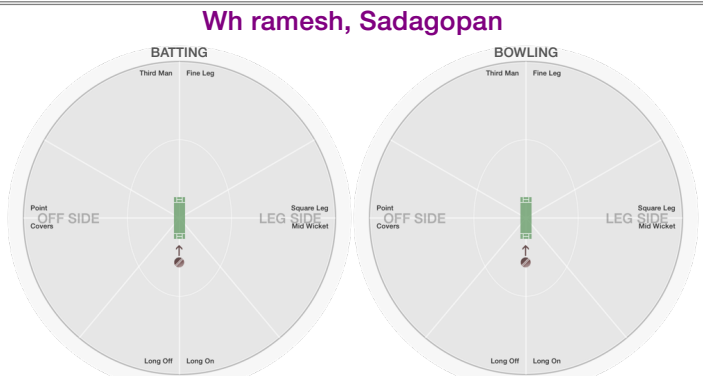 Wh ramesh, Sadagopan
BATTING
Third Man Fine Leg
Point
OFF SIDE
Covers
Square Leg
LEG SIDE
Mid Wicket
Long Off Long On
BOWLING
Third Man Fine Leg
Point
OFF SIDE
Covers
Square Leg
LEG SIDE
Mid Wicket
Long Off Long On